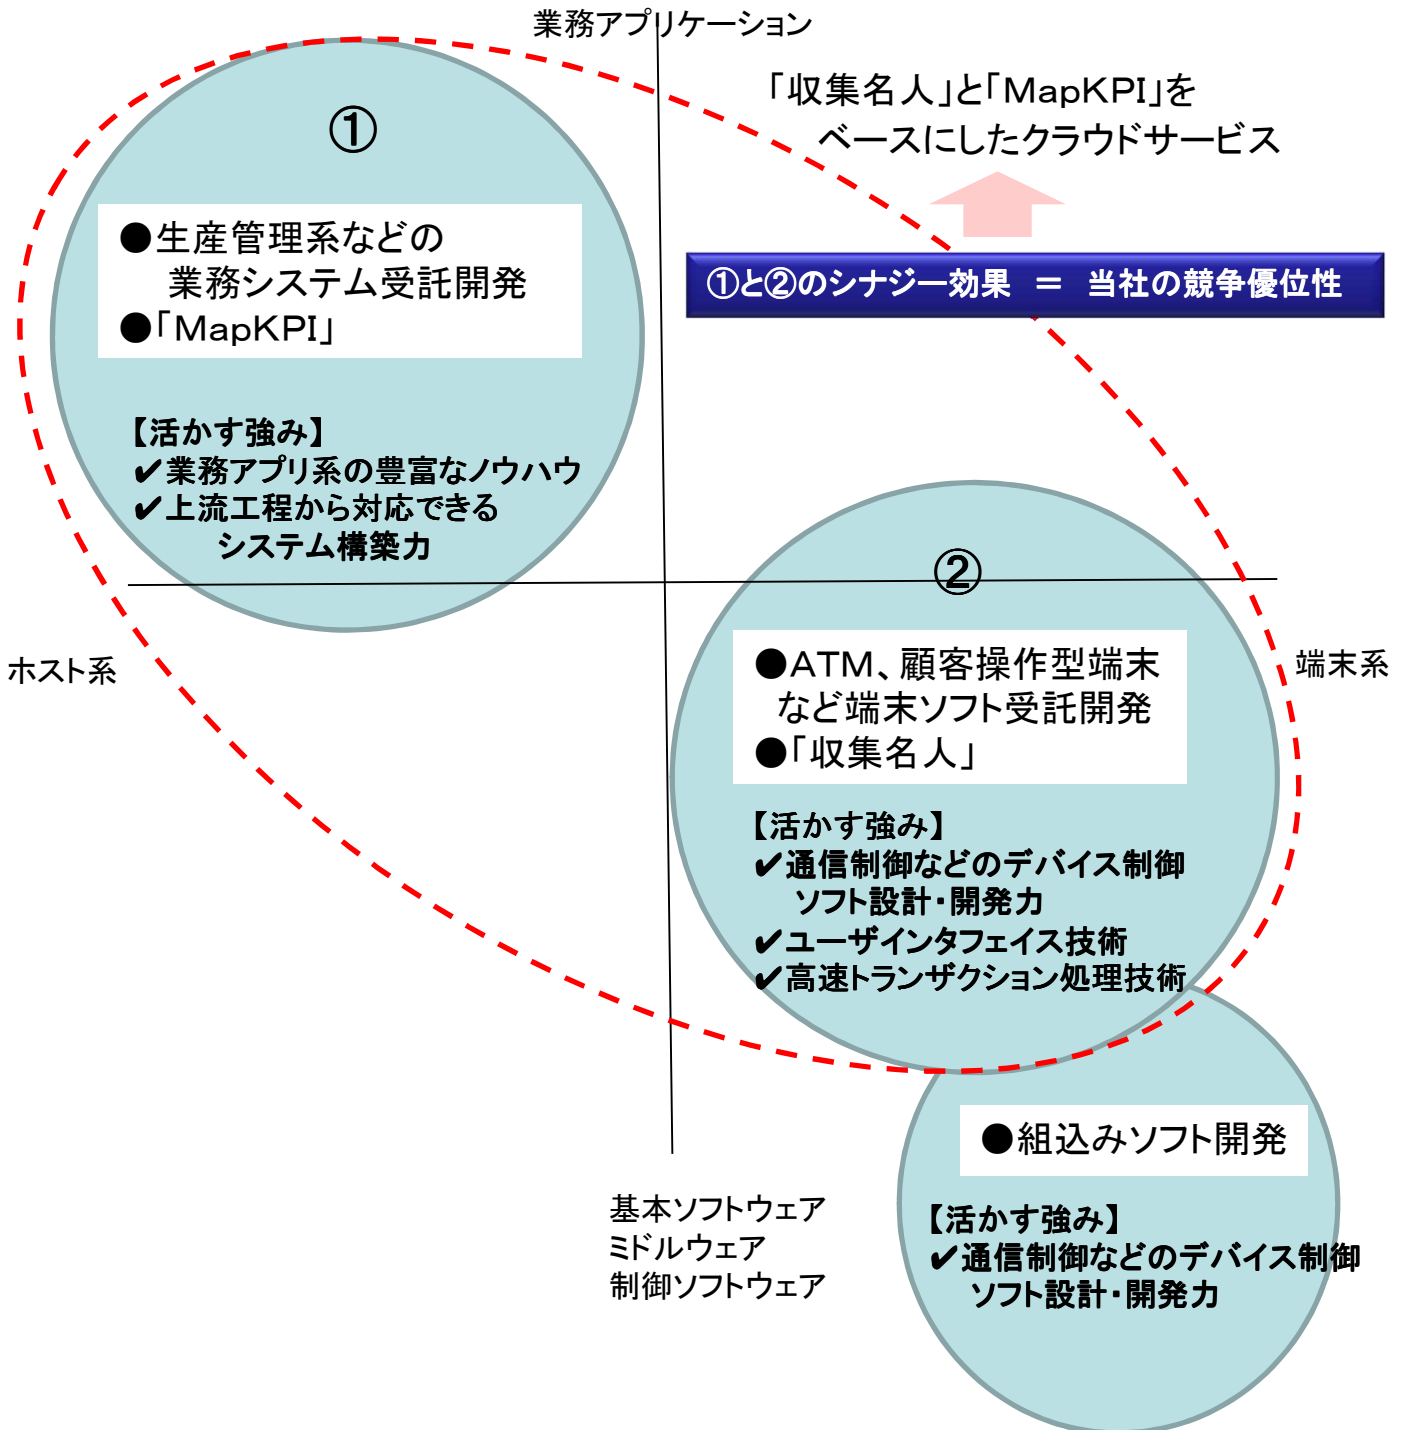 業務アプリケーション
「収集名人」と「MapKPI」を
ベースにしたクラウドサービス
①
●生産管理系などの
業務システム受託開発
●「MapKPI」
①と②のシナジー効果 = 当社の競争優位性
【活かす強み】
✔業務アプリ系の豊富なノウハウ
✔上流工程から対応できる
システム構築力
②
ホスト系
端末系
●ATM、顧客操作型端末
など端末ソフト受託開発
●「収集名人」
【活かす強み】
✔通信制御などのデバイス制御
ソフト設計・開発力
✔ユーザインタフェイス技術
✔高速トランザクション処理技術
●組込みソフト開発
基本ソフトウェア
ミドルウェア
制御ソフトウェア
【活かす強み】
✔通信制御などのデバイス制御
ソフト設計・開発力